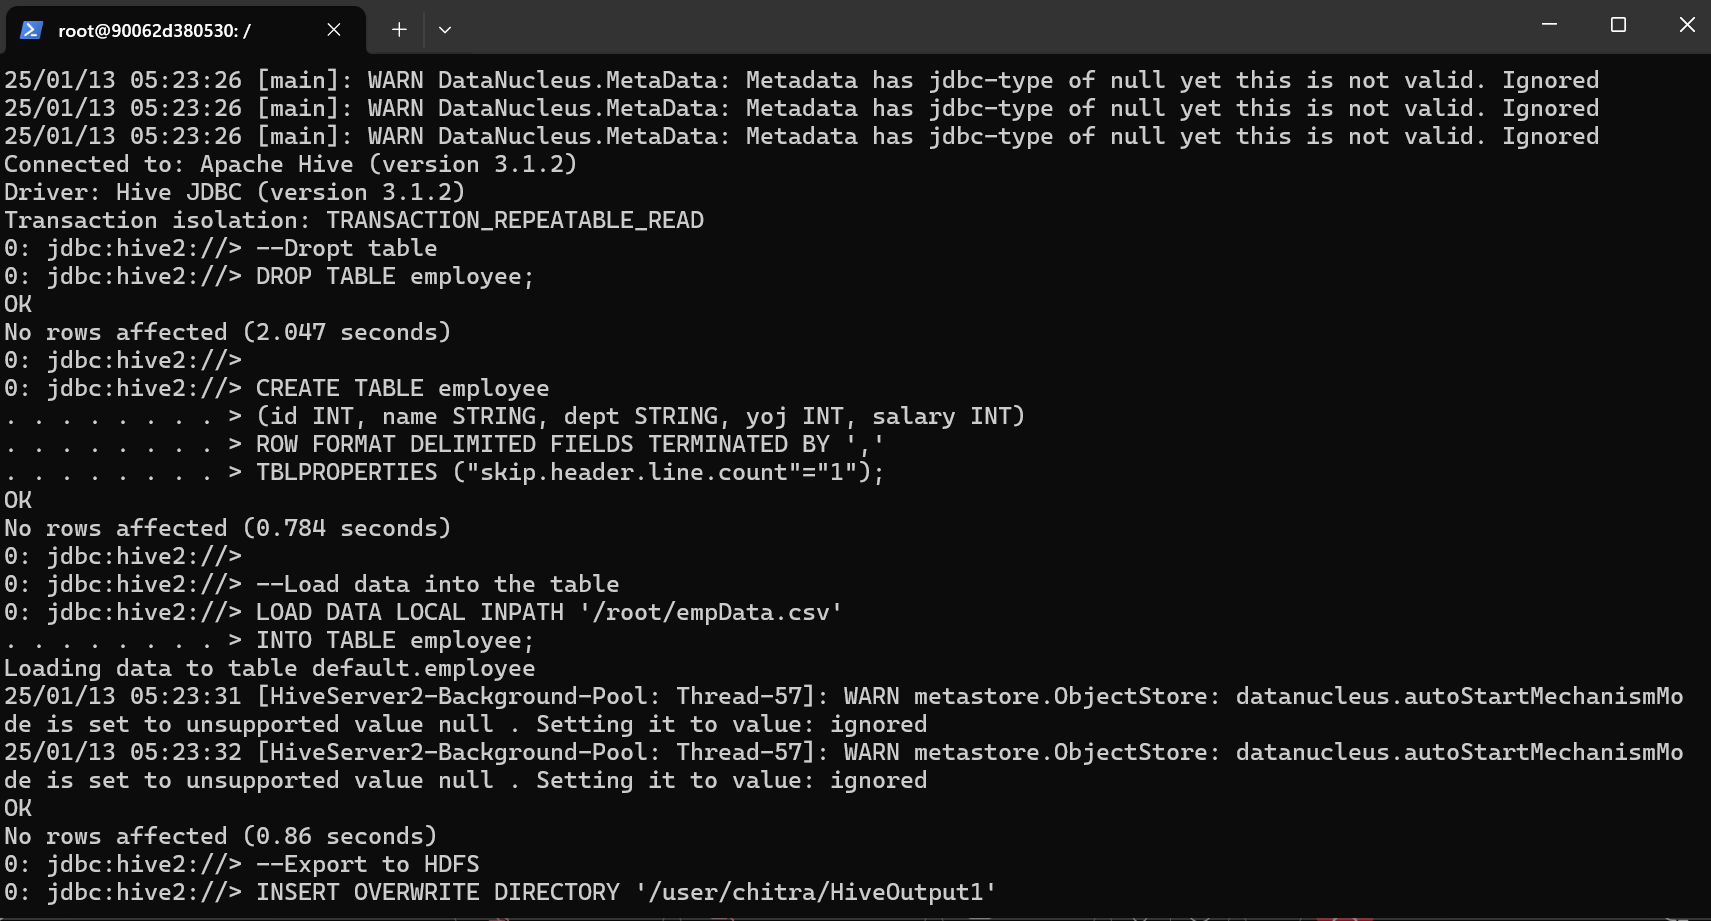 root@90062d380530: /
25/01/13 05:23:26 [main]: WARN DataNucleus.MetaData: Metadata has jdbc-type of null yet this is not valid. Ignored
25/01/13 05:23:26 [main]: WARN DataNucleus.MetaData: Metadata has jdbc-type of null yet this is not valid. Ignored
25/01/13 05:23:26 [main]: WARN DataNucleus.MetaData: Metadata has jdbc-type of null yet this is not valid. Ignored
Connected to: Apache Hive (version 3.1.2)
Driver: Hive JDBC (version 3.1.2)
Transaction isolation: TRANSACTION_REPEATABLE_READ
0: jdbc:hive2://> --Dropt table
0: jdbc:hive2://> DROP TABLE employee;
OK
No rows affected (2.047 seconds)
0: jdbc:hive2://>
0: jdbc:hive2://> CREATE TABLE employee
. . . . . . . . > (id INT, name STRING, dept STRING, yoj INT, salary INT)
. . . . . . . . > ROW FORMAT DELIMITED FIELDS TERMINATED BY ','
. . . . . . . . > TBLPROPERTIES ("skip.header.line.count"="1");
OK
No rows affected (0.784 seconds)
0: jdbc:hive2://>
0: jdbc:hive2://> --Load data into the table
0: jdbc:hive2://> LOAD DATA LOCAL INPATH '/root/empData.csv'
. . . . . . . . > INTO TABLE employee;
Loading data to table default.employee
25/01/13 05:23:31 [HiveServer2-Background-Pool: Thread-57]: WARN metastore.ObjectStore: datanucleus.autoStartMechanismMo
de is set to unsupported value null . Setting it to value: ignored
25/01/13 05:23:32 [HiveServer2-Background-Pool: Thread-57]: WARN metastore.ObjectStore: datanucleus.autoStartMechanismMo
de is set to unsupported value null . Setting it to value: ignored
OK
No rows affected (0.86 seconds)
0: jdbc:hive2://> --Export to HDFS
0: jdbc:hive2://> INSERT OVERWRITE DIRECTORY '/user/chitra/HiveOutput1'